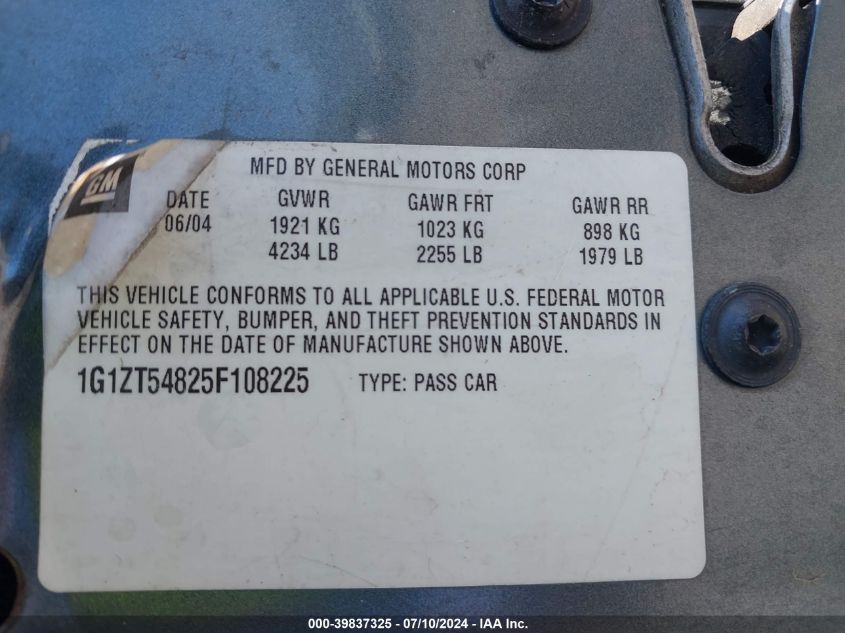 MFD BY GENERAL MOTORS CORP
GM
DATE GVWR GAWR FRT GAWR RR
06/04 1921 KG 1023 KG 898 KG
4234 LB 2255 LB 1979 LB
THIS VEHICLE CONFORMS TO ALL APPLICABLE U.S. FEDERAL MOTOR
VEHICLE SAFETY, BUMPER, AND THEFT PREVENTION STANDARDS IN
EFFECT ON THE DATE OF MANUFACTURE SHOWN ABOVE.
1G1ZT54825F108225 TYPE: PASS CAR
000-39837325 / 07/10/2024 - IAA Inc.